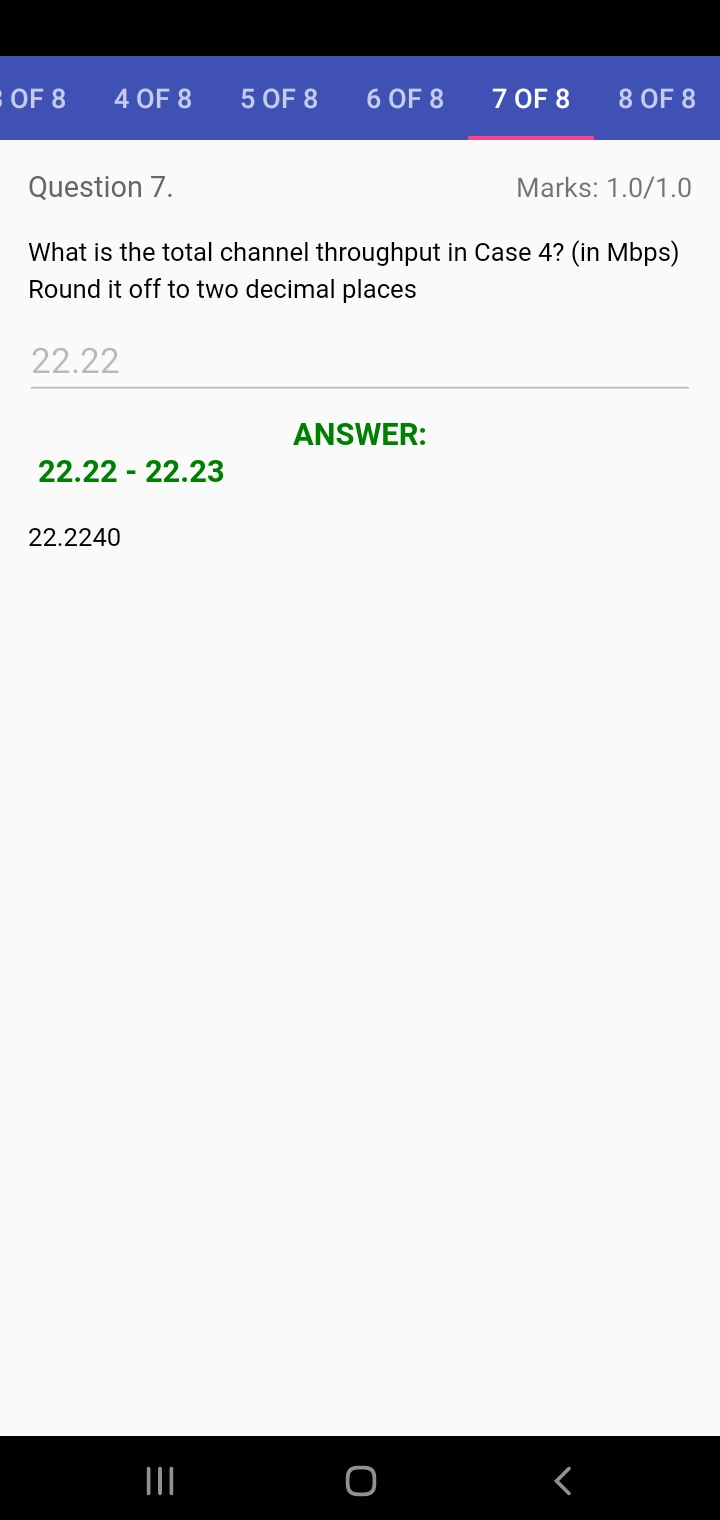 3 OF 8 4 OF 8 5 OF 8 6 OF 8 7 OF 8 8 OF 8
Question 7. Marks: 1.0/1.0
What is the total channel throughput in Case 4? (in Mbps)
Round it off to two decimal places
22.22
ANSWER:
22.22 - 22.23
22.2240